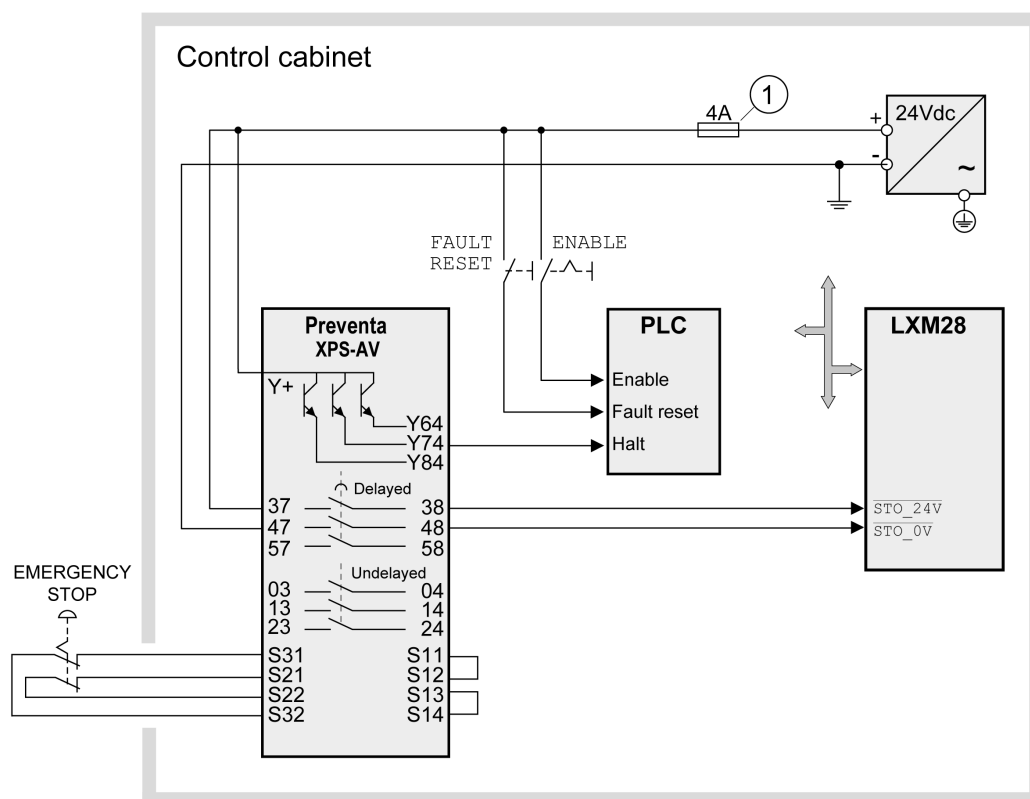 Control cabinet
1
4A
+
24Vdc
-
~
FAULT
RESET
ENABLE
Preventa
XPS-AV
Y+
Y64
Y74
Y84
Delayed
37
38
47
48
57
58
Undelayed
03
04
13
14
23
24
S31
S11
S21
S12
S22
S13
S32
S14
PLC
Enable
Fault reset
Halt
LXM28
STO_24V
STO_0V
EMERGENCY
STOP